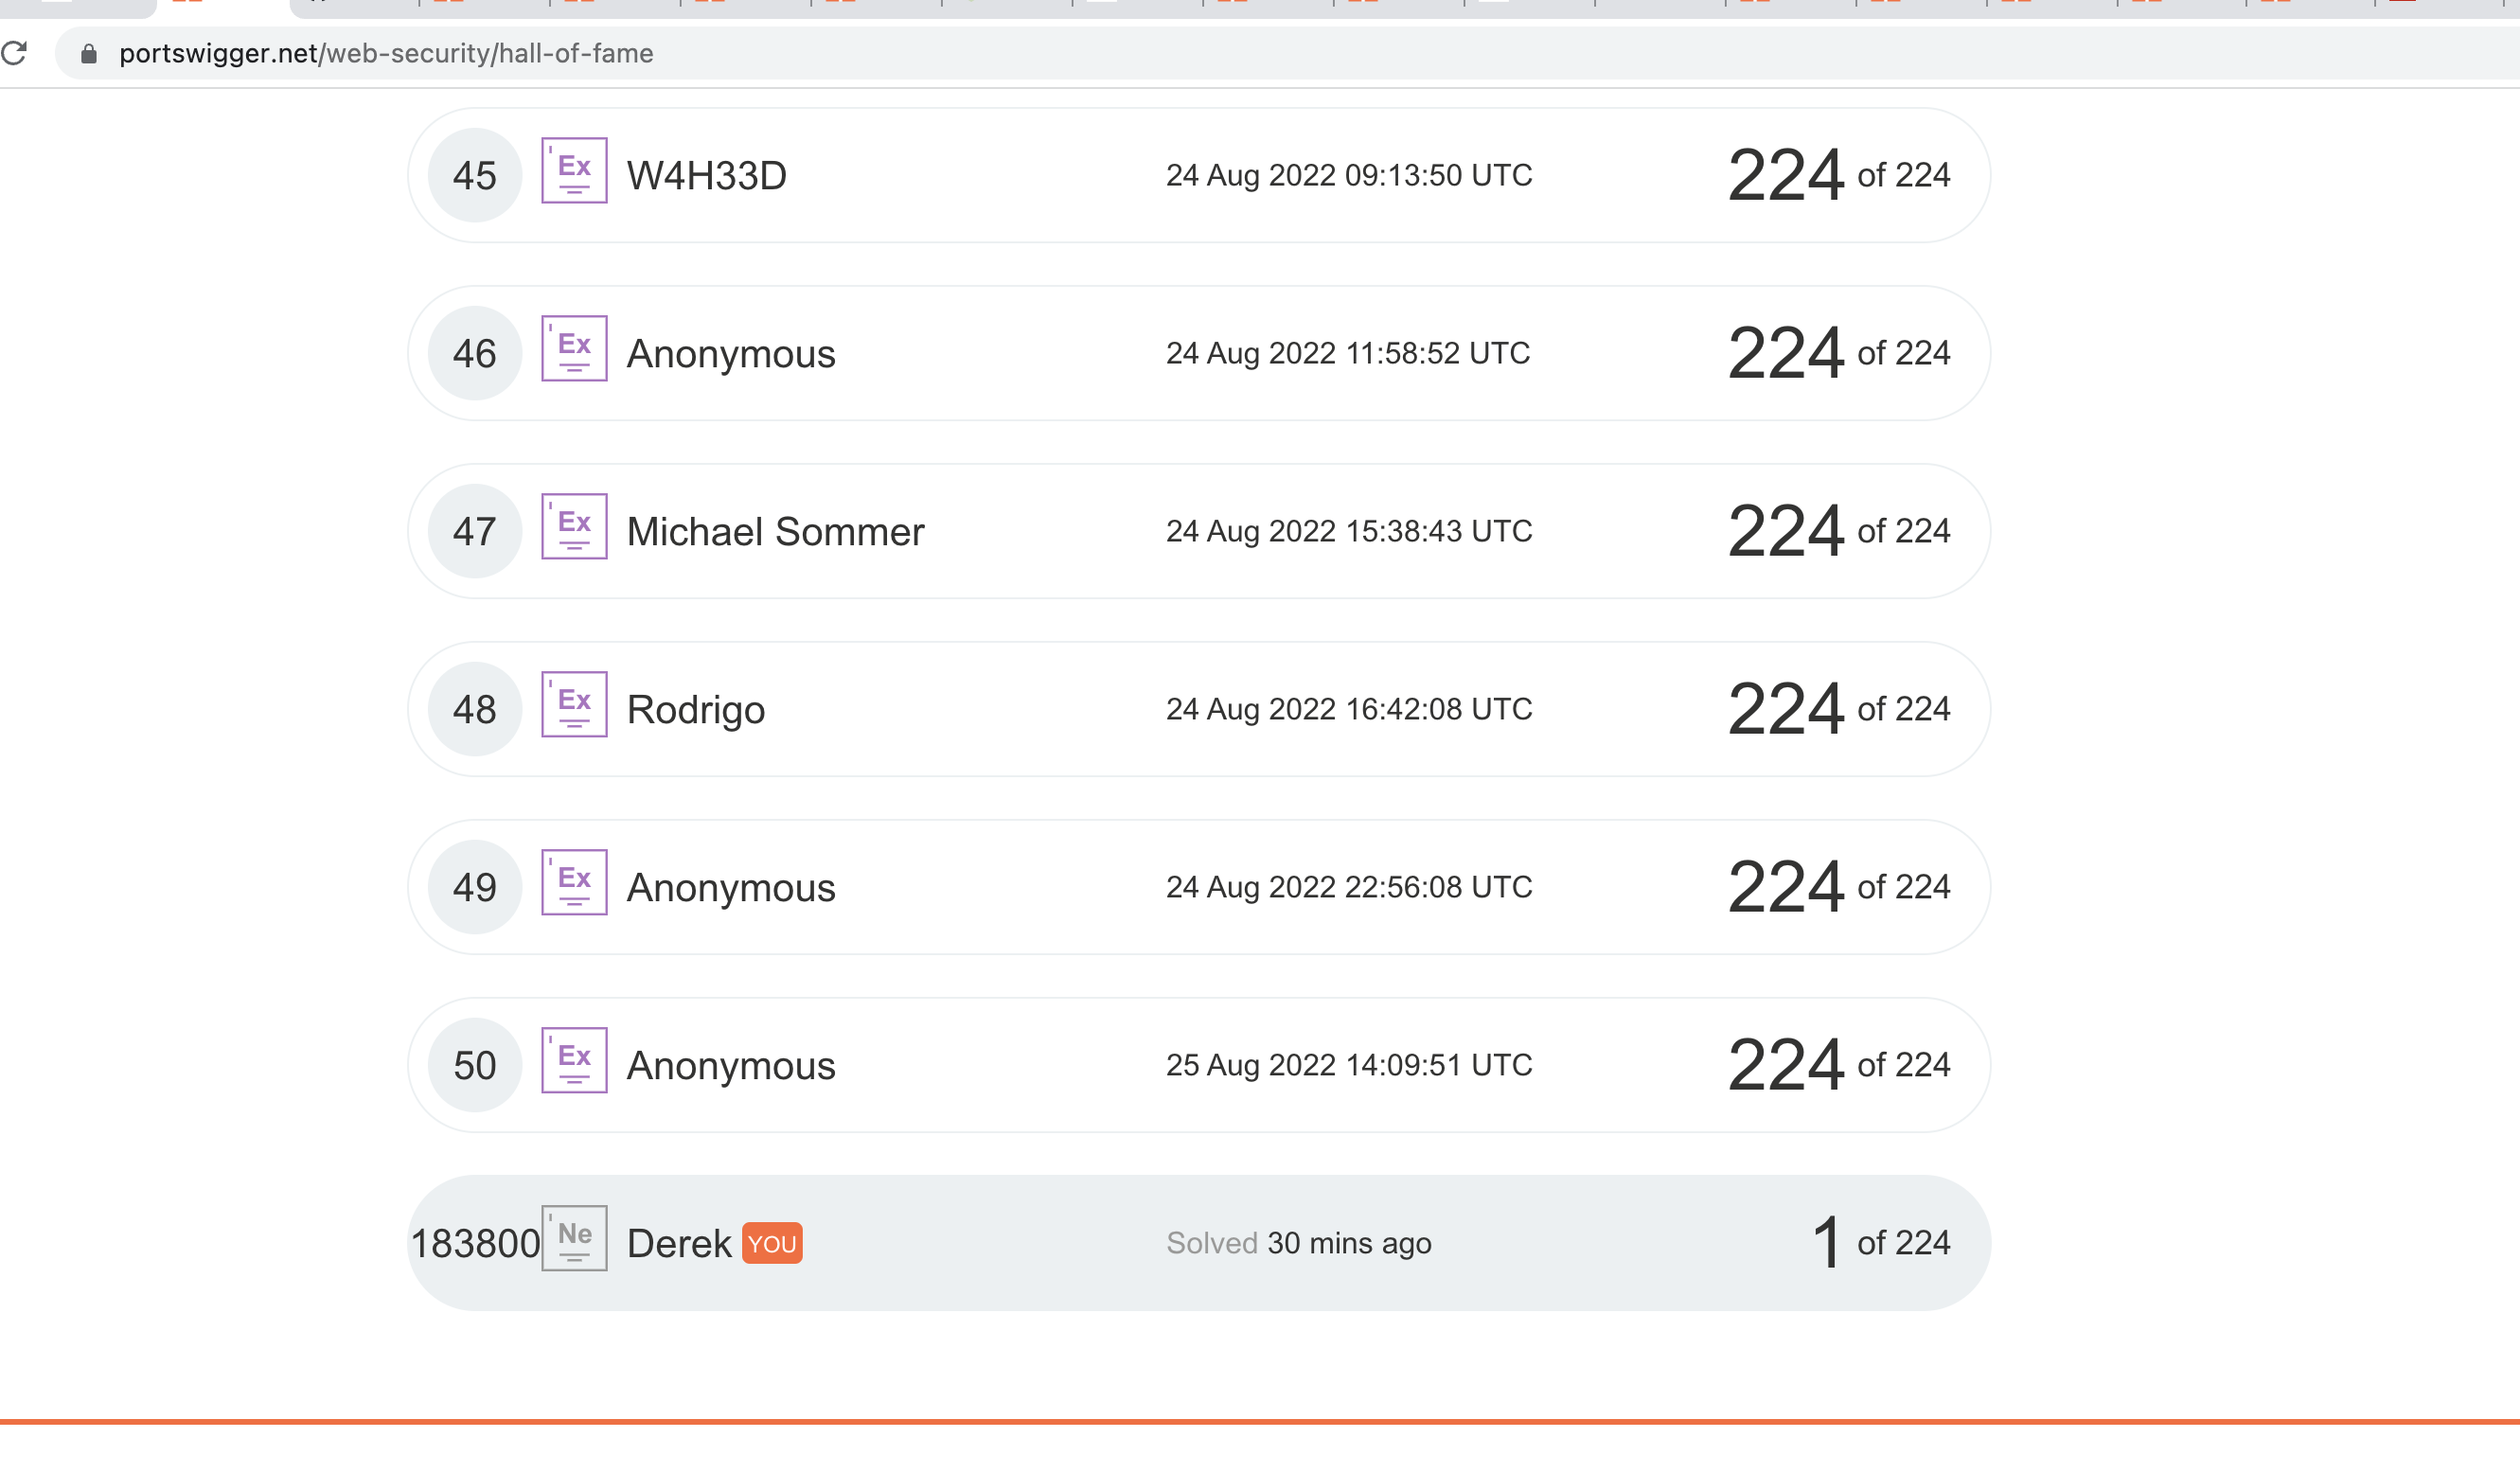 portswigger.net/web-security/hall-of-fame
45 Ex W4H33D 24 Aug 2022 09:13:50 UTC 224 of 224
46 Ex Anonymous 24 Aug 2022 11:58:52 UTC 224 of 224
47 Ex Michael Sommer 24 Aug 2022 15:38:43 UTC 224 of 224
48 Ex Rodrigo 24 Aug 2022 16:42:08 UTC 224 of 224
49 Ex Anonymous 24 Aug 2022 22:56:08 UTC 224 of 224
50 Ex Anonymous 25 Aug 2022 14:09:51 UTC 224 of 224
183800 Ne Derek YOU Solved 30 mins ago 1 of 224